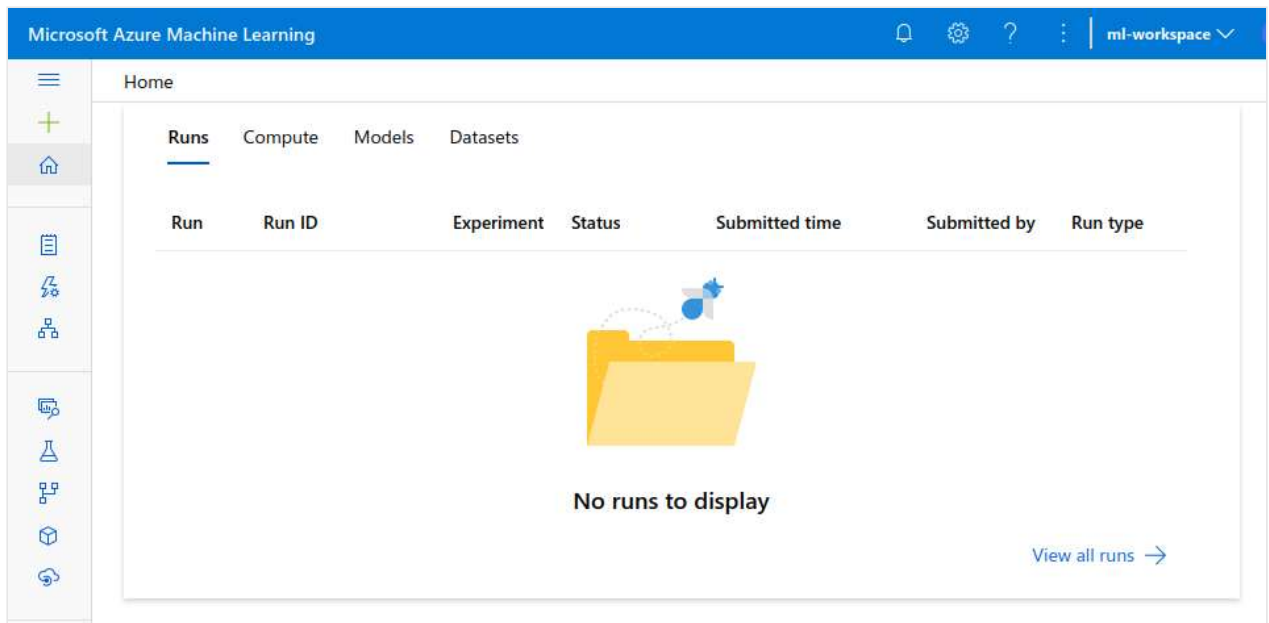 Microsoft Azure Machine Learning ml-workspace
Home
Runs Compute Models Datasets
Run Run ID Experiment Status Submitted time Submitted by Run type
No runs to display
View all runs